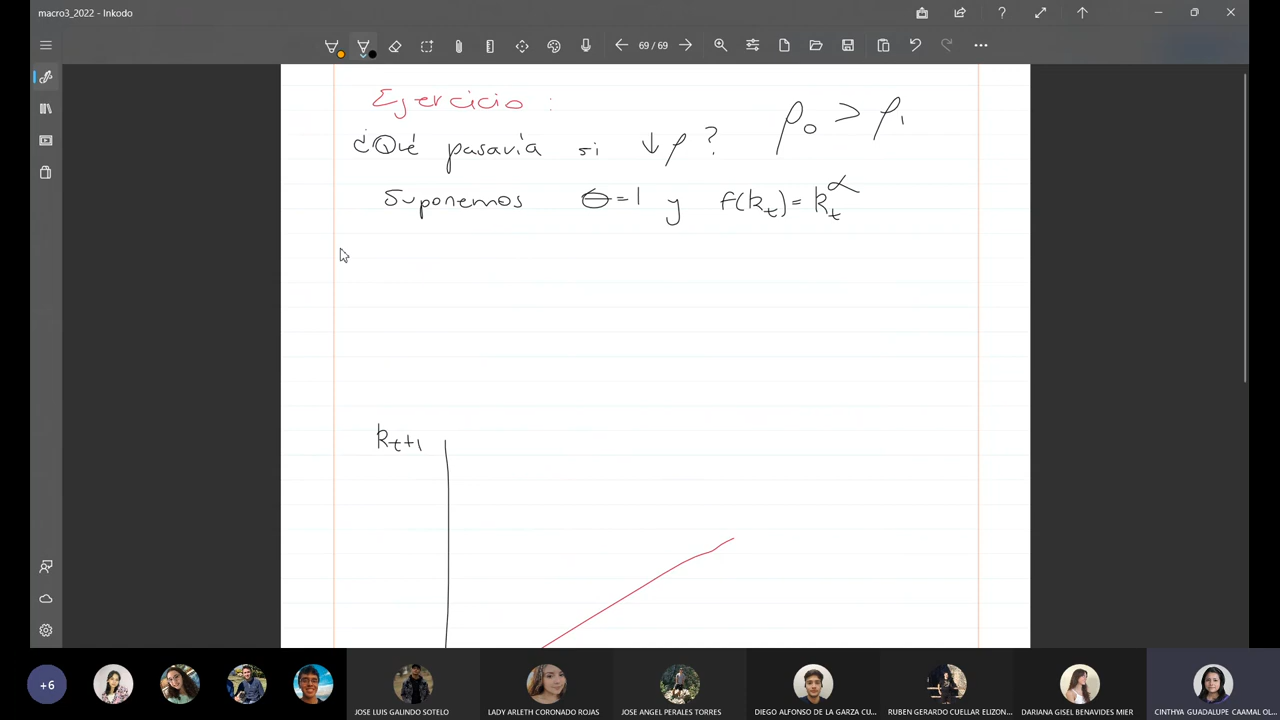 macro3_2022 - Inkodo
69 / 69
Ejercicio :
¿Qué pasaría si ↓ρ ? ρ₀ > ρ₁
Suponemos θ=1 y f(kₜ) = kₜ^α
kₜ₊₁
+6
JOSE LUIS GALINDO SOTELO
LADY ARLETH CORONADO ROJAS
JOSE ANGEL PERALES TORRES
DIEGO ALFONSO DE LA GARZA CU...
RUBEN GERARDO CUELLAR ELIZON...
DARIANA GISEL BENAVIDES MIER
CINTHYA GUADALUPE CAAMAL OL...